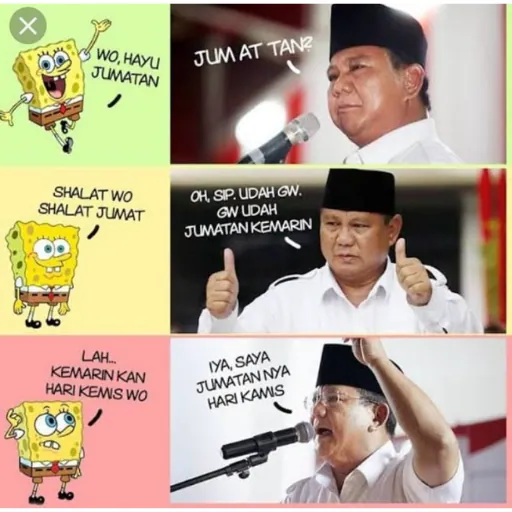 WO, HAYU
JUMATAN
JUM AT TAN?
SHALAT WO
SHALAT JUMAT
OH, SIP. UDAH GW.
GW UDAH
JUMATAN KEMARIN
LAH...
KEMARIN KAN
HARI KEMIS WO
IYA, SAYA
JUMATAN NYA
HARI KAMIS